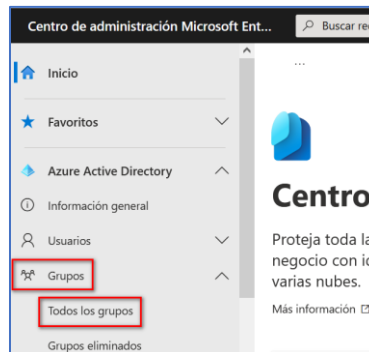 Centro de administración Microsoft Ent...
Buscar re
Inicio
Favoritos
Azure Active Directory
Información general
Usuarios
Grupos
Todos los grupos
Grupos eliminados
...
Centro
Proteja toda la
negocio con i
varias nubes.
Más información